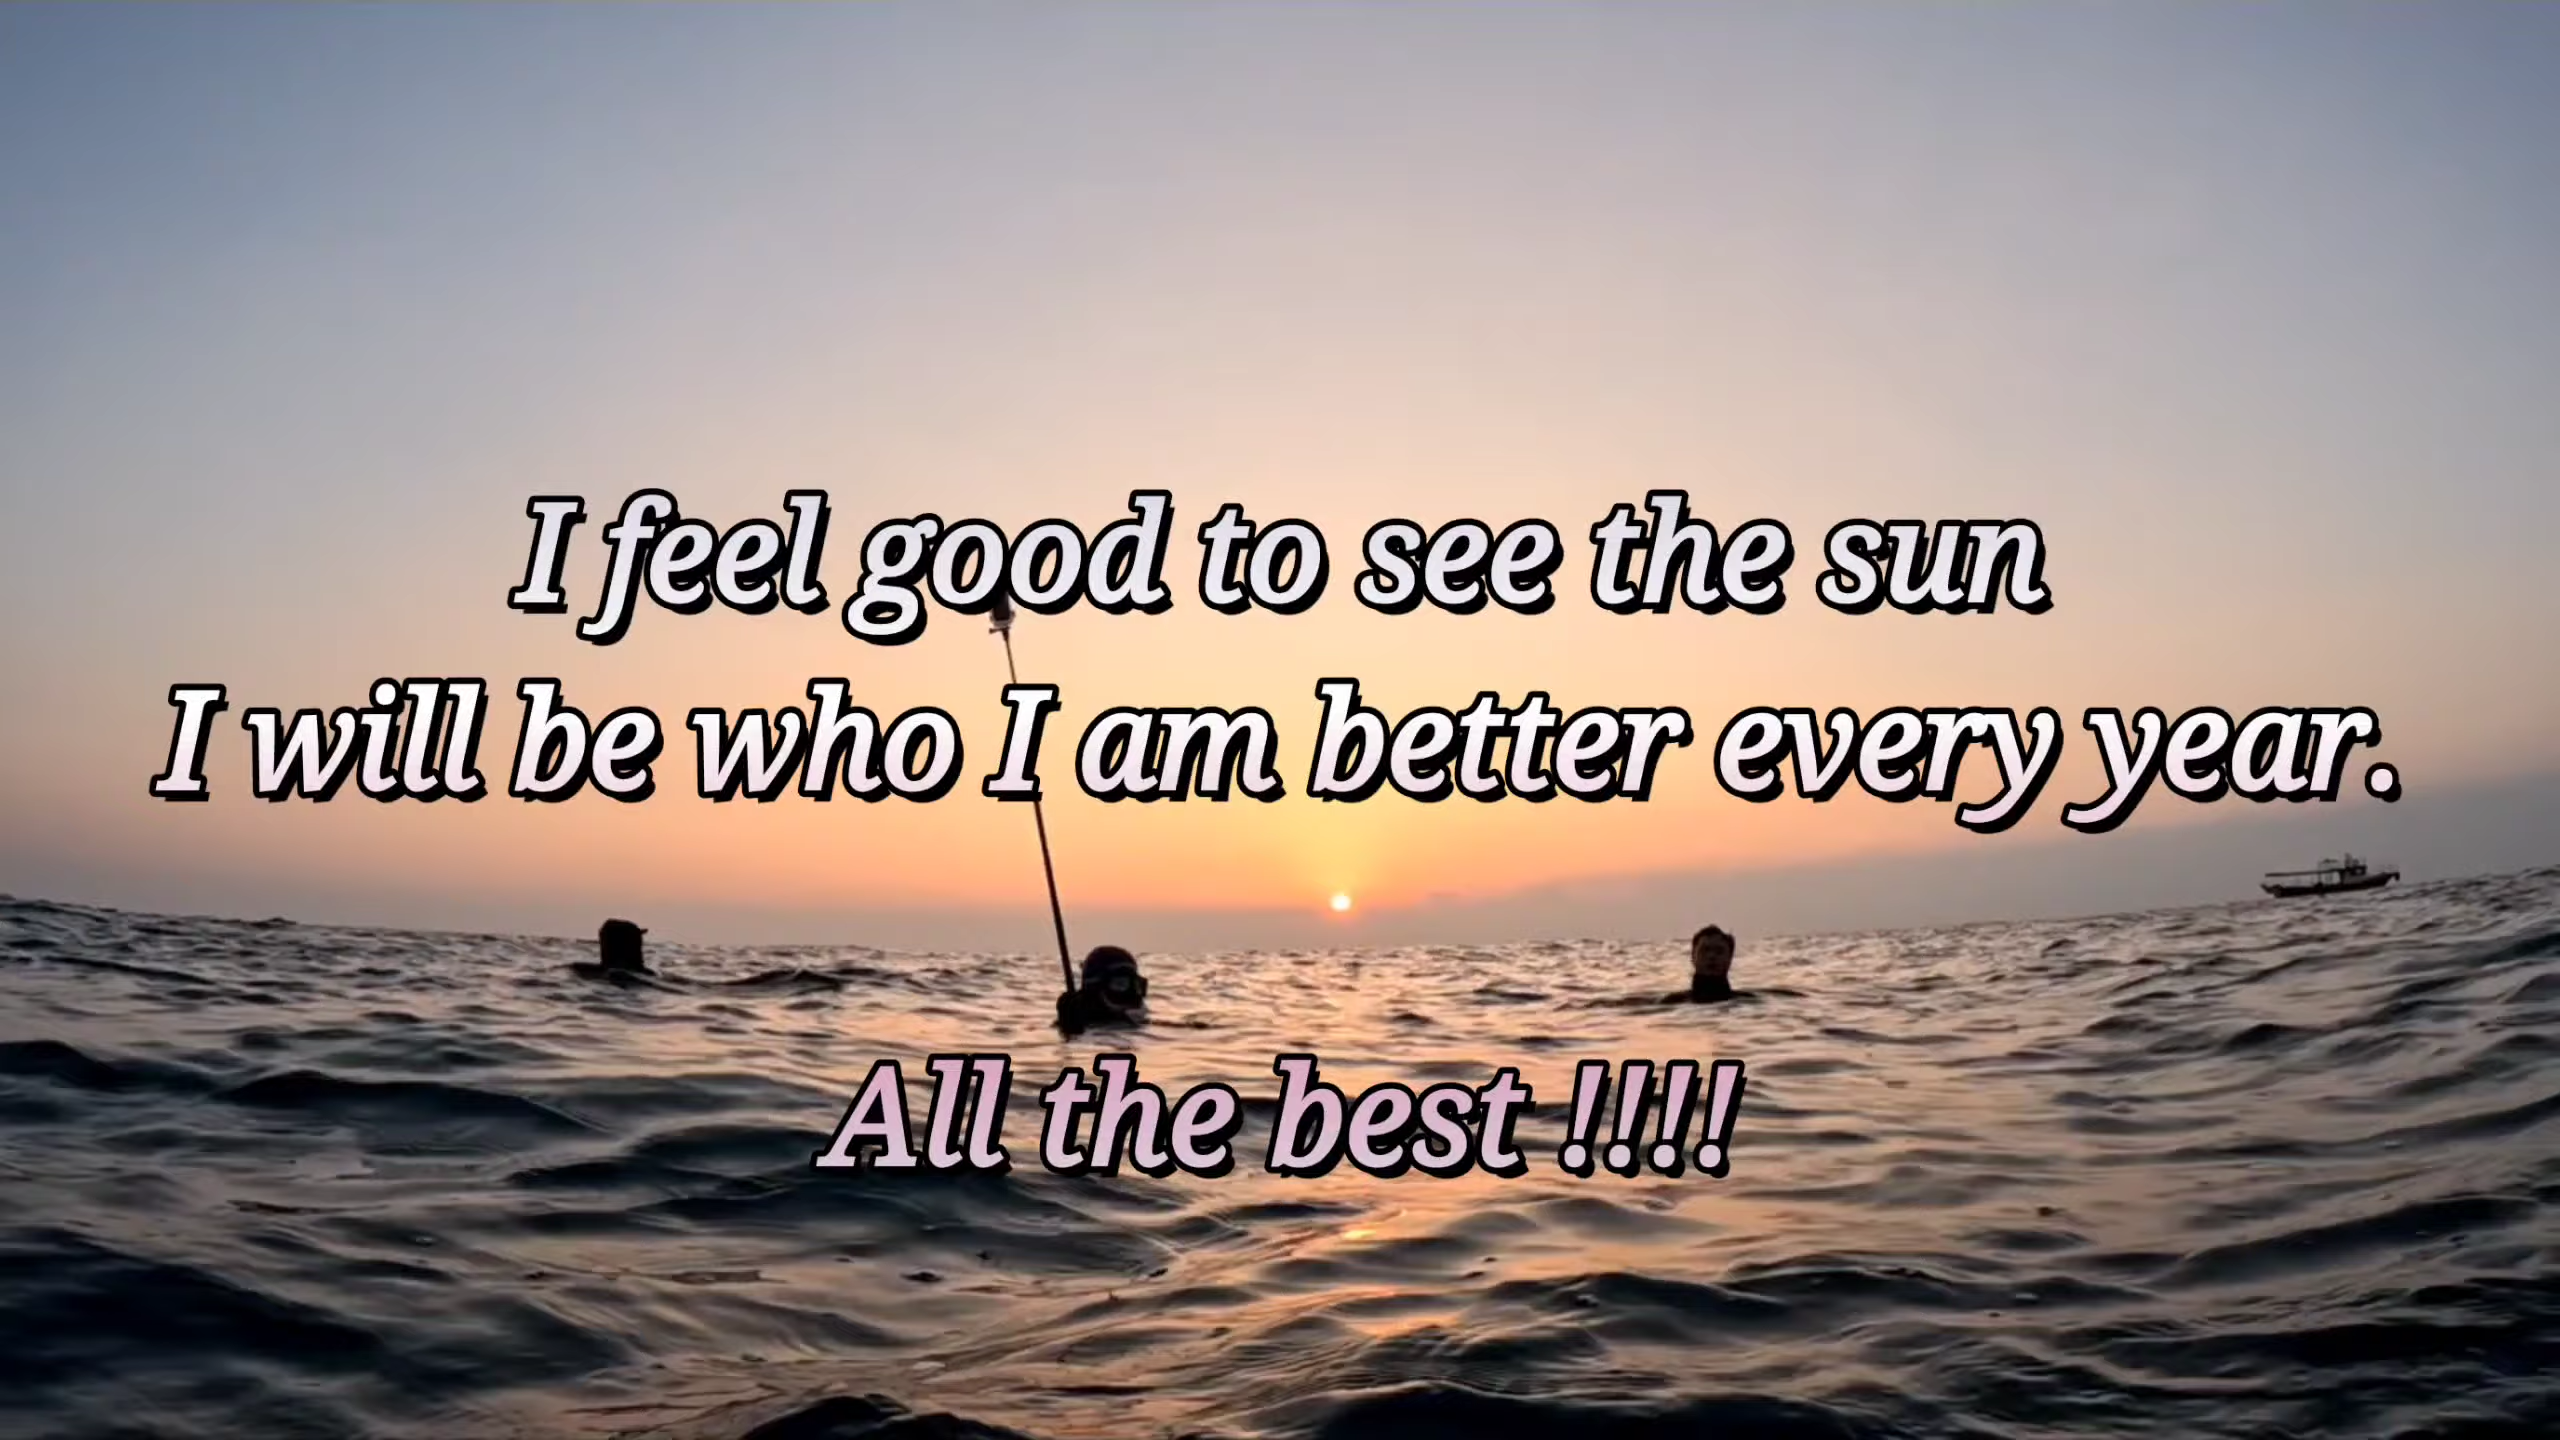 I feel good to see the sun
I will be who I am better every year.
All the best !!!!